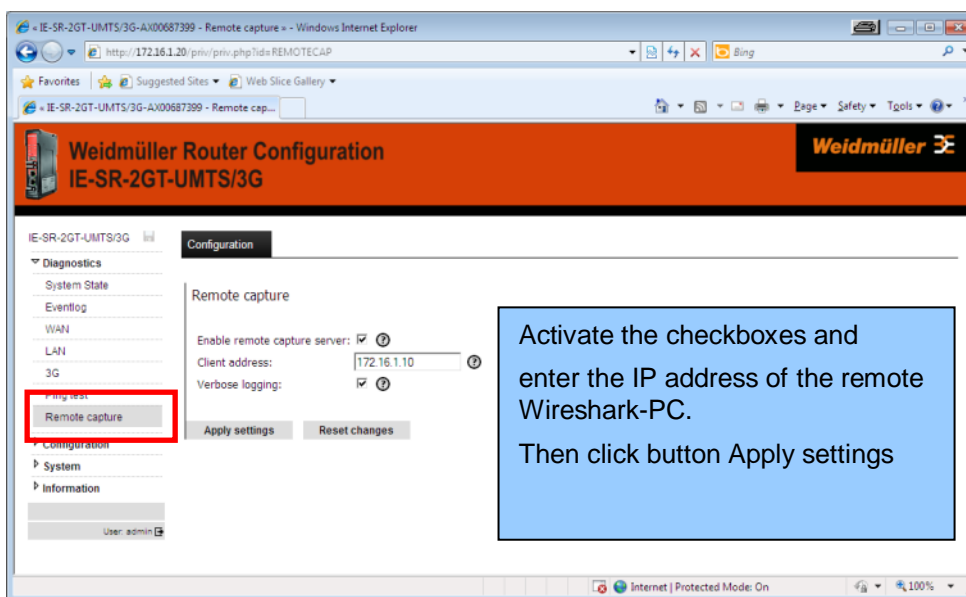 « IE-SR-2GT-UMTS/3G-AX00687399 - Remote capture » - Windows Internet Explorer
http://172.16.1.20/priv/priv.php?id=REMOTECAP
Bing
Favorites
Suggested Sites
Web Slice Gallery
« IE-SR-2GT-UMTS/3G-AX00687399 - Remote cap...
Page
Safety
Tools
Weidmüller Router Configuration
IE-SR-2GT-UMTS/3G
Weidmüller
IE-SR-2GT-UMTS/3G
Configuration
Diagnostics
System State
Eventlog
WAN
LAN
3G
Ping test
Remote capture
Configuration
System
Information
User: admin
Remote capture
Enable remote capture server:
Client address: 172.16.1.10
Verbose logging:
Apply settings Reset changes
Activate the checkboxes and
enter the IP address of the remote
Wireshark-PC.
Then click button Apply settings
Internet | Protected Mode: On
100%